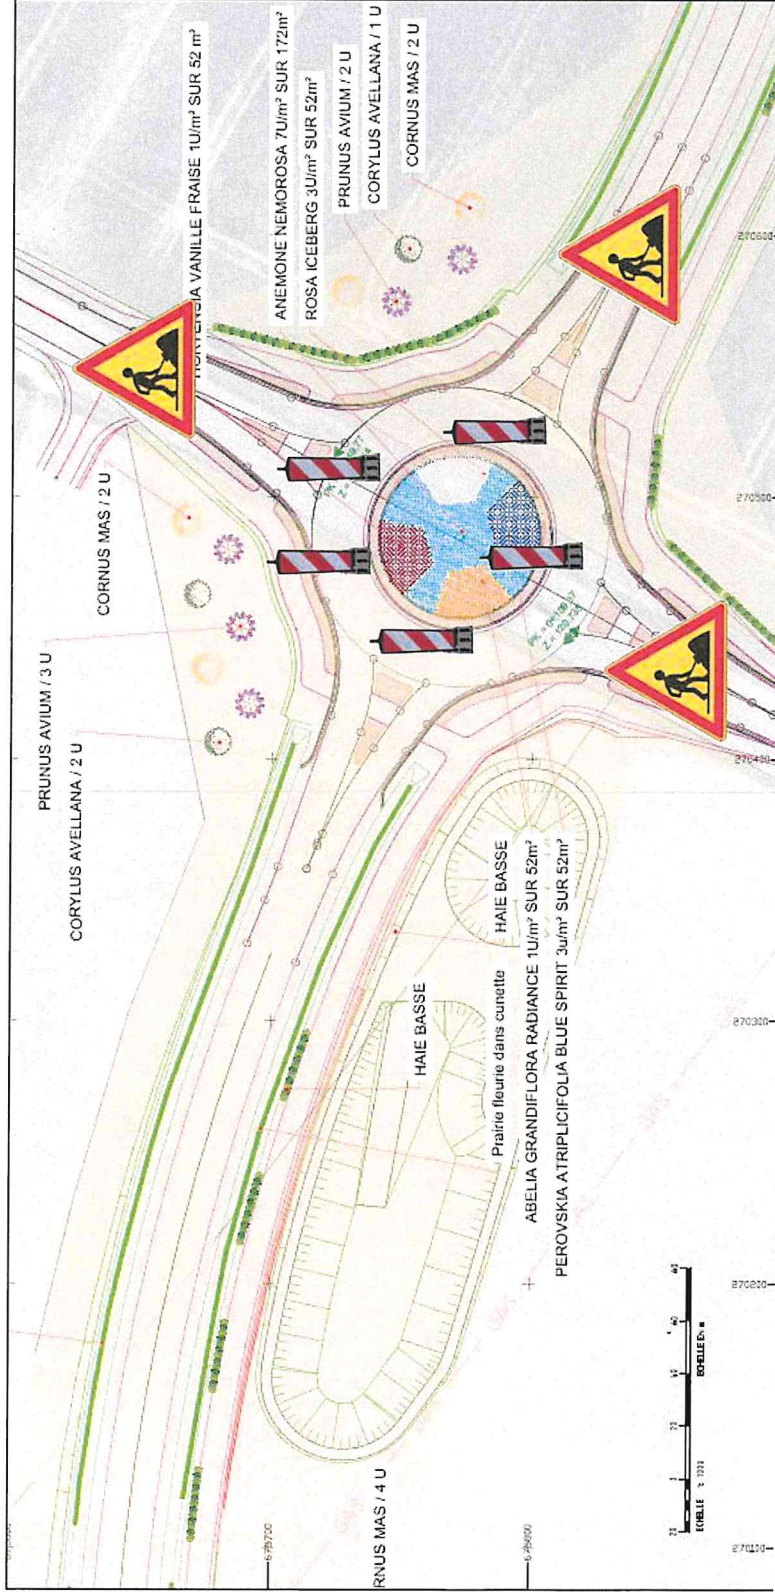 PRUNUS AVIUM / 3 U
CORYLUS AVELLANA / 2 U
CORNUS MAS / 2 U
VANILLE FRAISE 1U/m² SUR 52 m²
ANEMONE NEMOROSA 7U/m² SUR 172m²
ROSA ICEBERG 3U/m² SUR 52m²
PRUNUS AVIUM / 2 U
CORYLUS AVELLANA / 1 U
CORNUS MAS / 2 U
HAIE BASSE
HAIE BASSE
Prairie fleurie dans cunette
ABELIA GRANDIFLORA RADIANCE 1U/m² SUR 52m²
PEROVSKIA ATRIPLICIFOLIA BLUE SPIRIT 3u/m² SUR 52m²
RNUS MAS / 4 U
270100
270200
270300
270400
270500
270600
ECHELLE